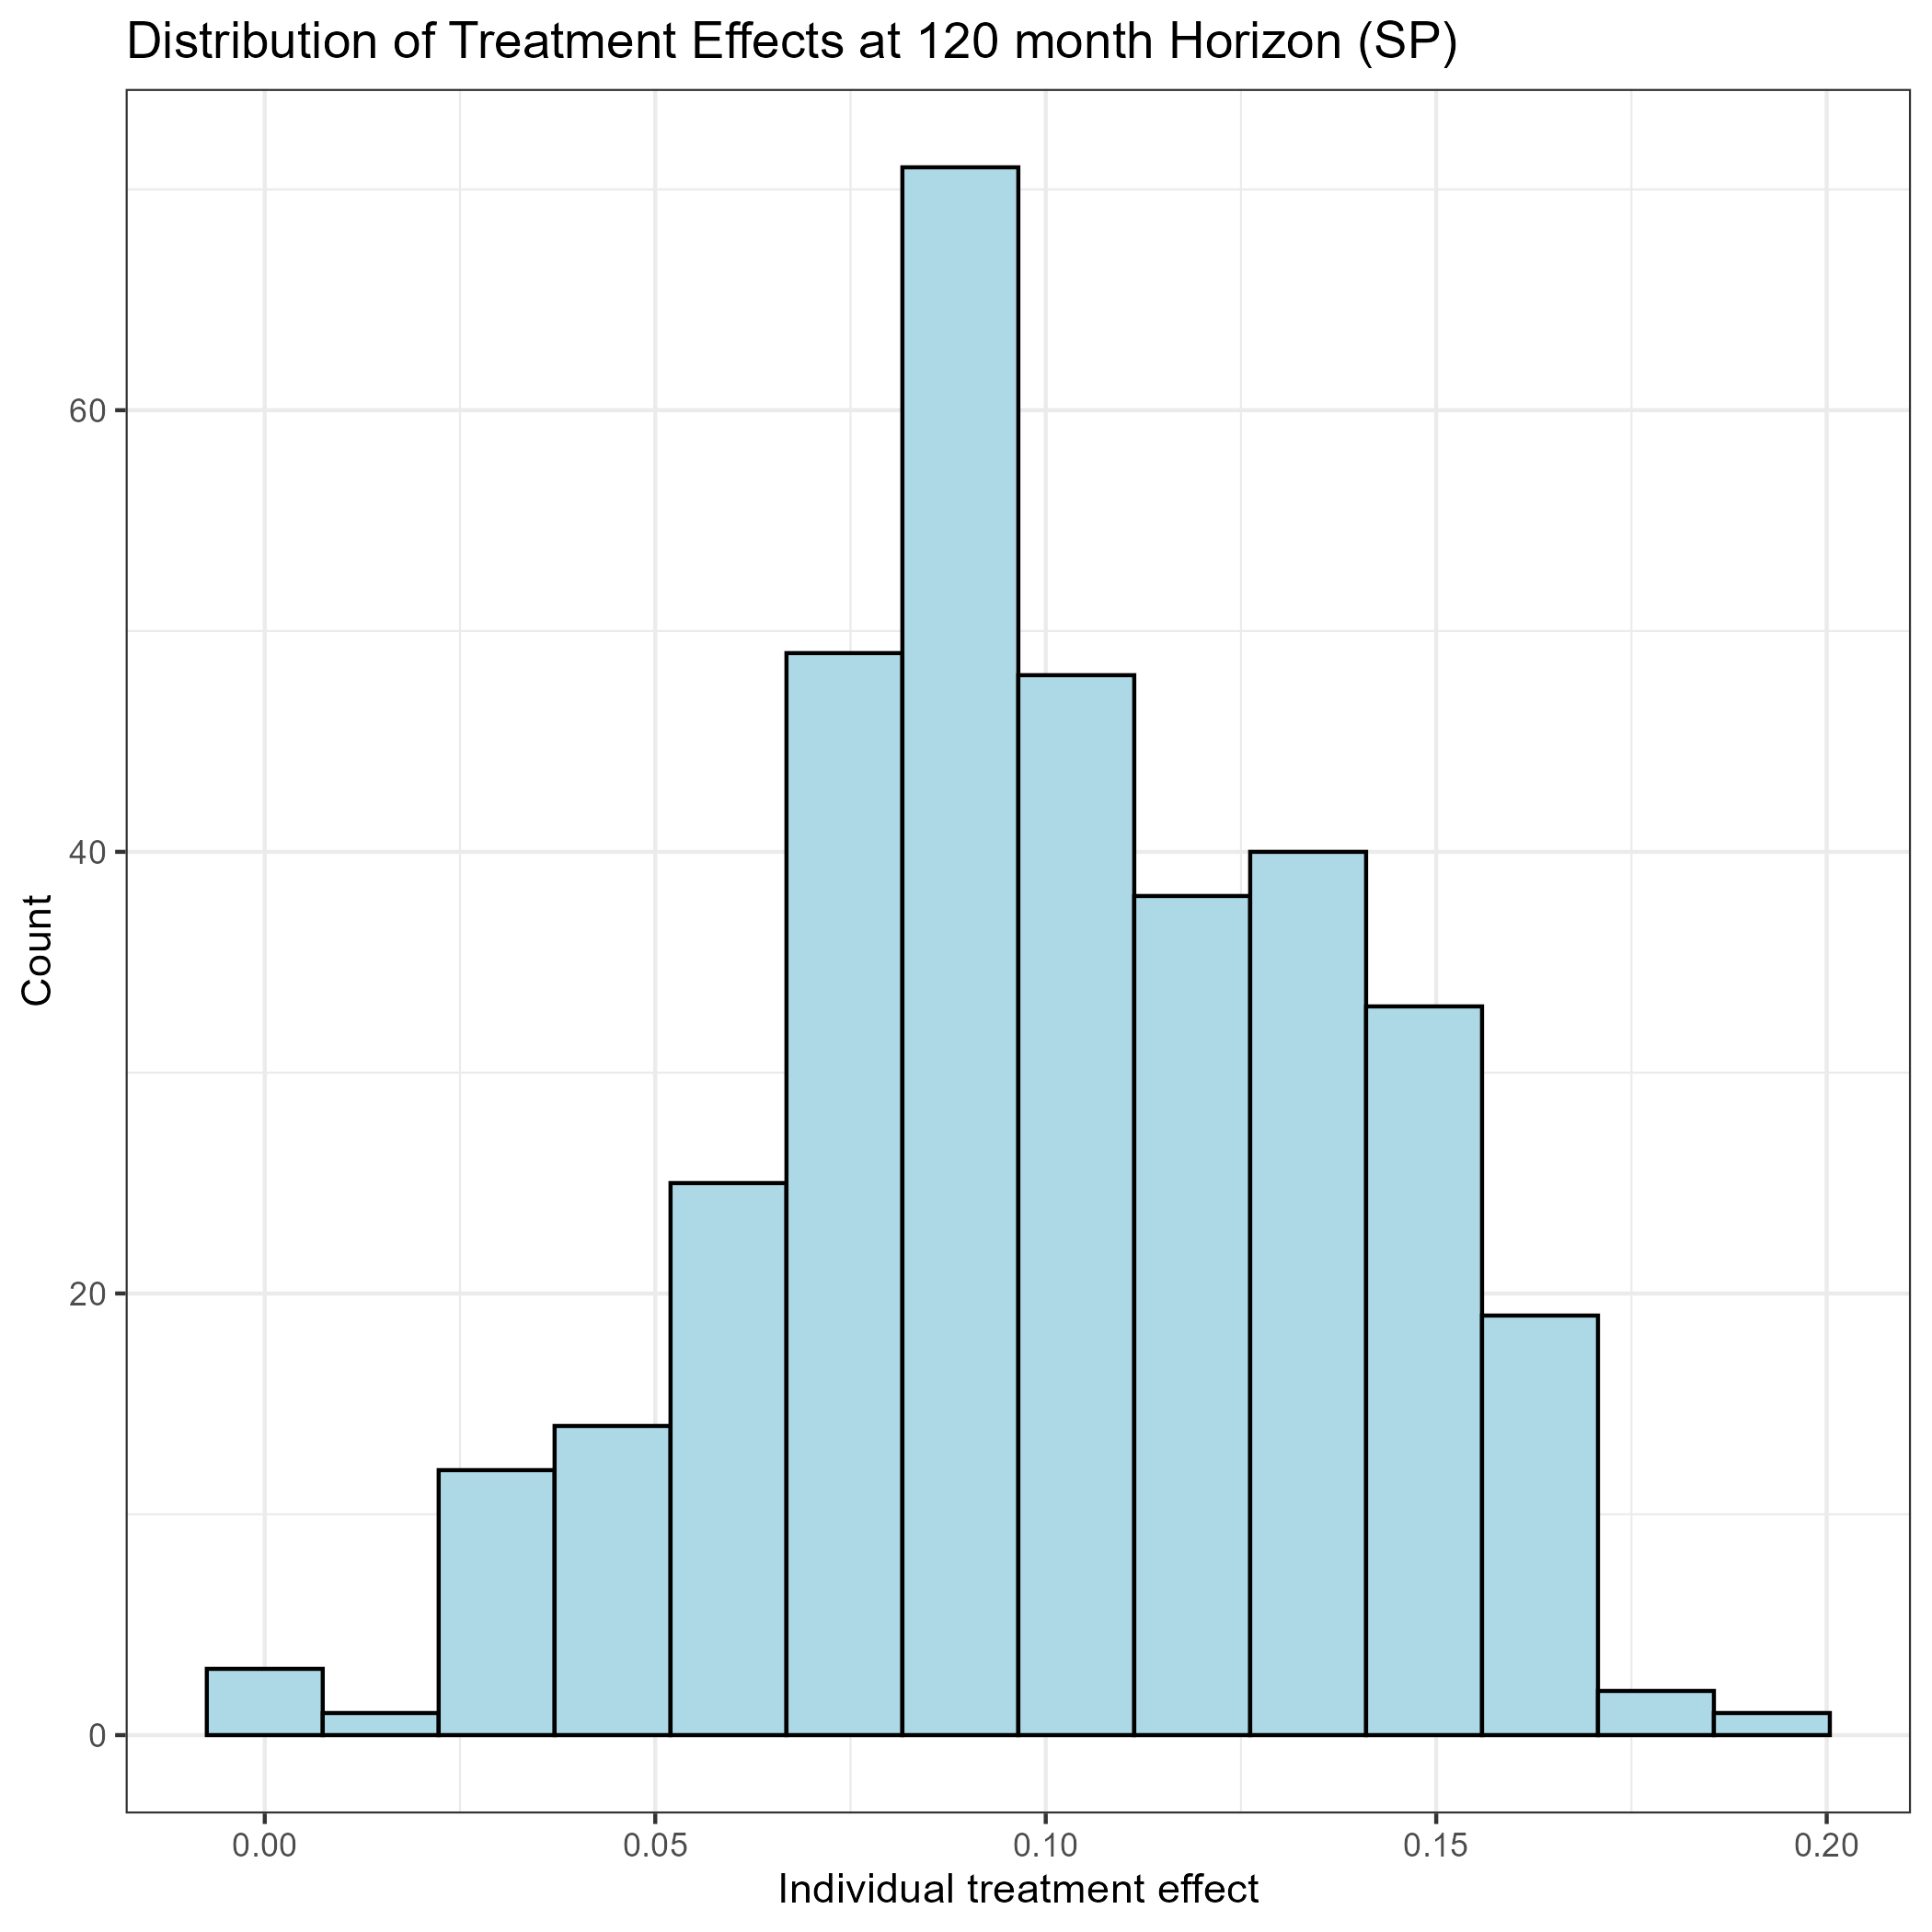 Distribution of Treatment Effects at 120 month Horizon (SP)
60
40
20
0
Count
0.00 0.05 0.10 0.15 0.20
Individual treatment effect